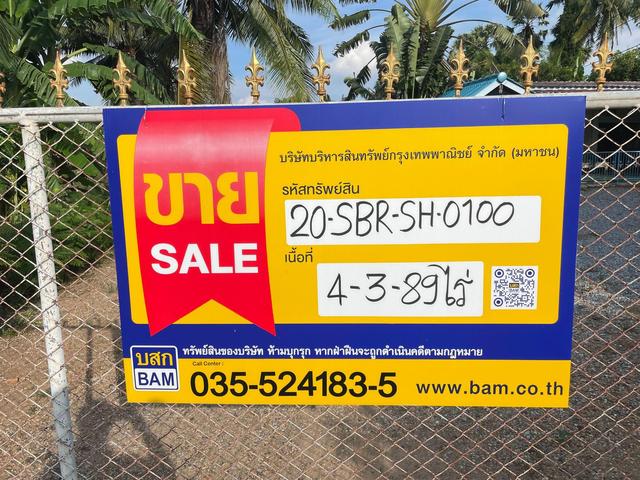 บริษัทบริหารสินทรัพย์กรุงเทพพาณิชย์ จำกัด (มหาชน)
ขาย
SALE
รหัสทรัพย์สิน
20-SBR-SH-0100
เนื้อที่
4-3-89ไร่
BAM
ทรัพย์สินของบริษัท ห้ามบุกรุก หากฝ่าฝืนจะถูกดำเนินคดีตามกฎหมาย
บสก
BAM
Call Center :
035-524183-5 www.bam.co.th